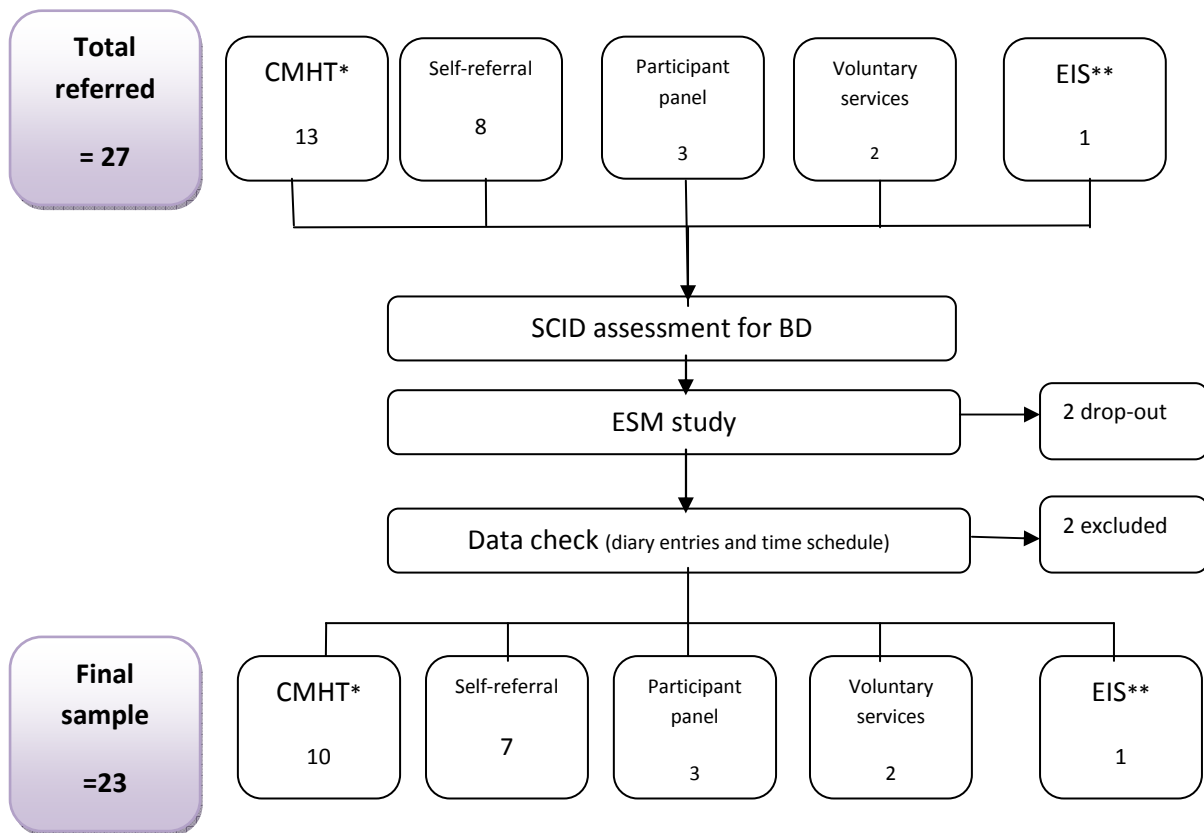 Total
referred
= 27
CMHT*
13
Self-referral
8
Participant
panel
3
Voluntary
services
2
EIS**
1
SCID assessment for BD
ESM study
2 drop-out
Data check (diary entries and time schedule)
2 excluded
Final
sample
=23
CMHT*
10
Self-referral
7
Participant
panel
3
Voluntary
services
2
EIS**
1